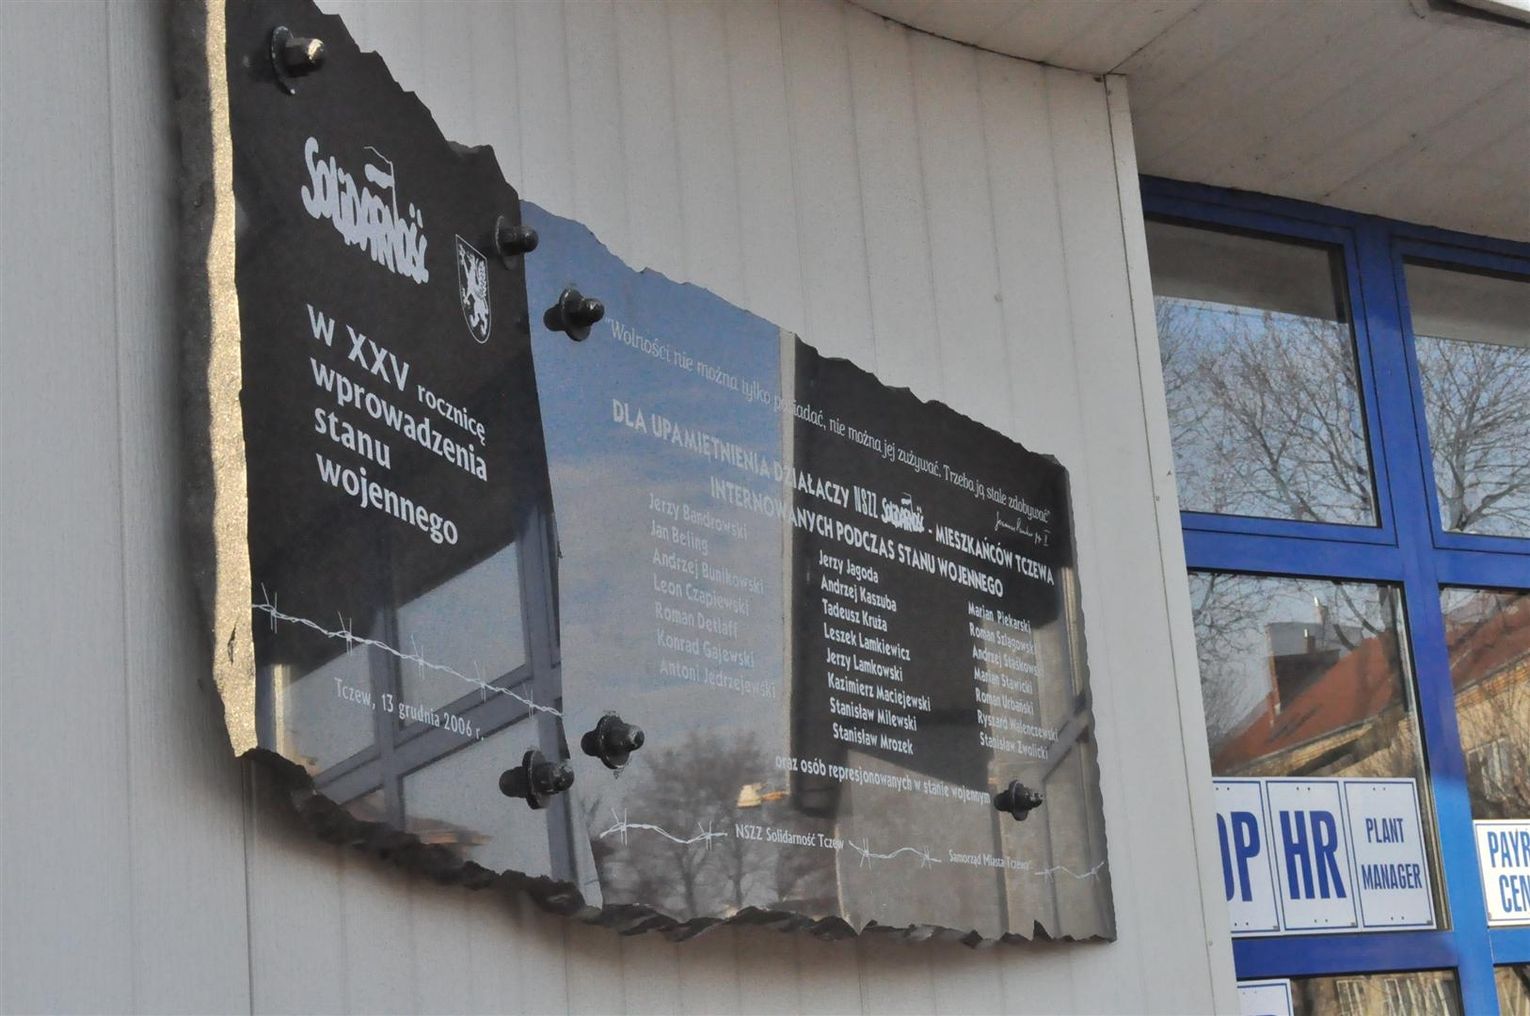 Solidarność
W XXV rocznicę
wprowadzenia
stanu
wojennego
Tczew, 13 grudnia 2006 r.
"Wolności nie można tylko posiadać, nie można jej zużywać. Trzeba ją stale zdobywać"
DLA UPAMIĘTNIENIA DZIAŁACZY NSZZ Solidarność - MIESZKAŃCÓW TCZEWA
INTERNOWANYCH PODCZAS STANU WOJENNEGO
Jerzy Bandrowski
Jan Beling
Andrzej Bunikowski
Leon Czapiewski
Roman Detlaff
Konrad Gajewski
Antoni Jędrzejewski
Jerzy Jagoda
Andrzej Kaszuba
Tadeusz Kruża
Leszek Lamkiewicz
Jerzy Lamkowski
Kazimierz Maciejewski
Stanisław Milewski
Stanisław Mrozek
Marian Piekarski
Roman Szlagowski
Andrzej Staśkowski
Marian Stawicki
Roman Urbański
Ryszard Walenczewski
Stanisław Zwolicki
oraz osób represjonowanych w stanie wojennym
NSZZ Solidarność Tczew
Samorząd Miasta Tczewa
OP
HR
PLANT
MANAGER
PAYR
CEN